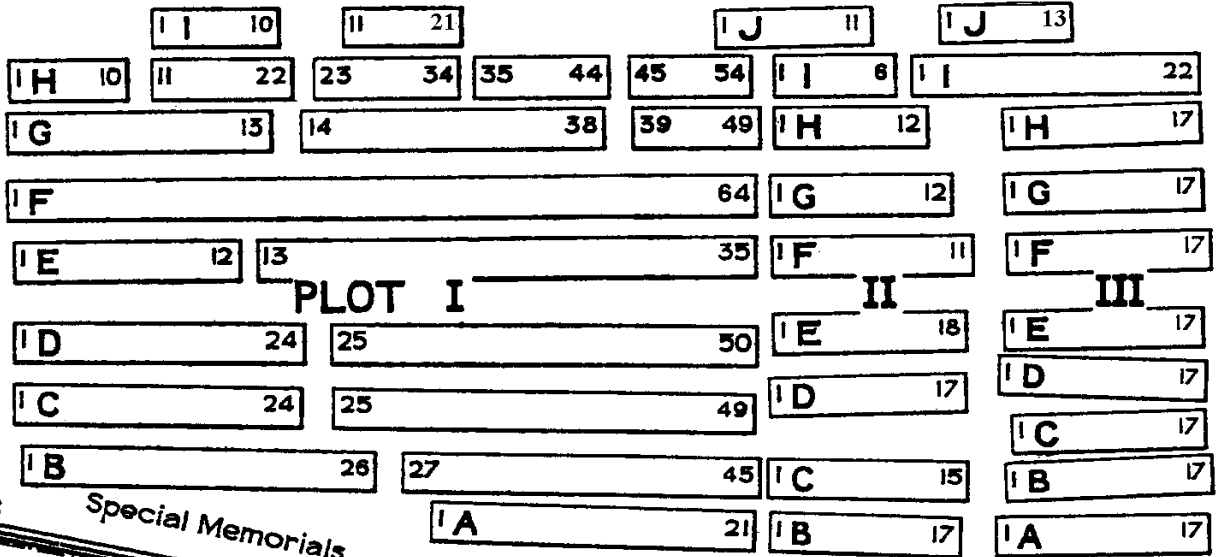 1 I 10 11 21 1 J 11 1 J 13
1 H 10 11 22 23 34 35 44 45 54 1 I 6 1 I 22
1 G 13 14 38 39 49 1 H 12 1 H 17
1 F 64 1 G 12 1 G 17
1 E 12 13 35 1 F 11 1 F 17
PLOT I II III
1 D 24 25 50 1 E 18 1 E 17
1 C 24 25 49 1 D 17 1 D 17
1 C 17
1 B 26 27 45 1 C 15 1 B 17
Special Memorials 1 A 21 1 B 17 1 A 17